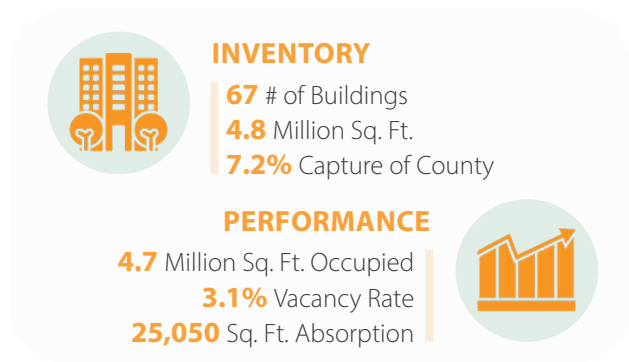 INVENTORY
67 # of Buildings
4.8 Million Sq. Ft.
7.2% Capture of County
PERFORMANCE
4.7 Million Sq. Ft. Occupied
3.1% Vacancy Rate
25,050 Sq. Ft. Absorption